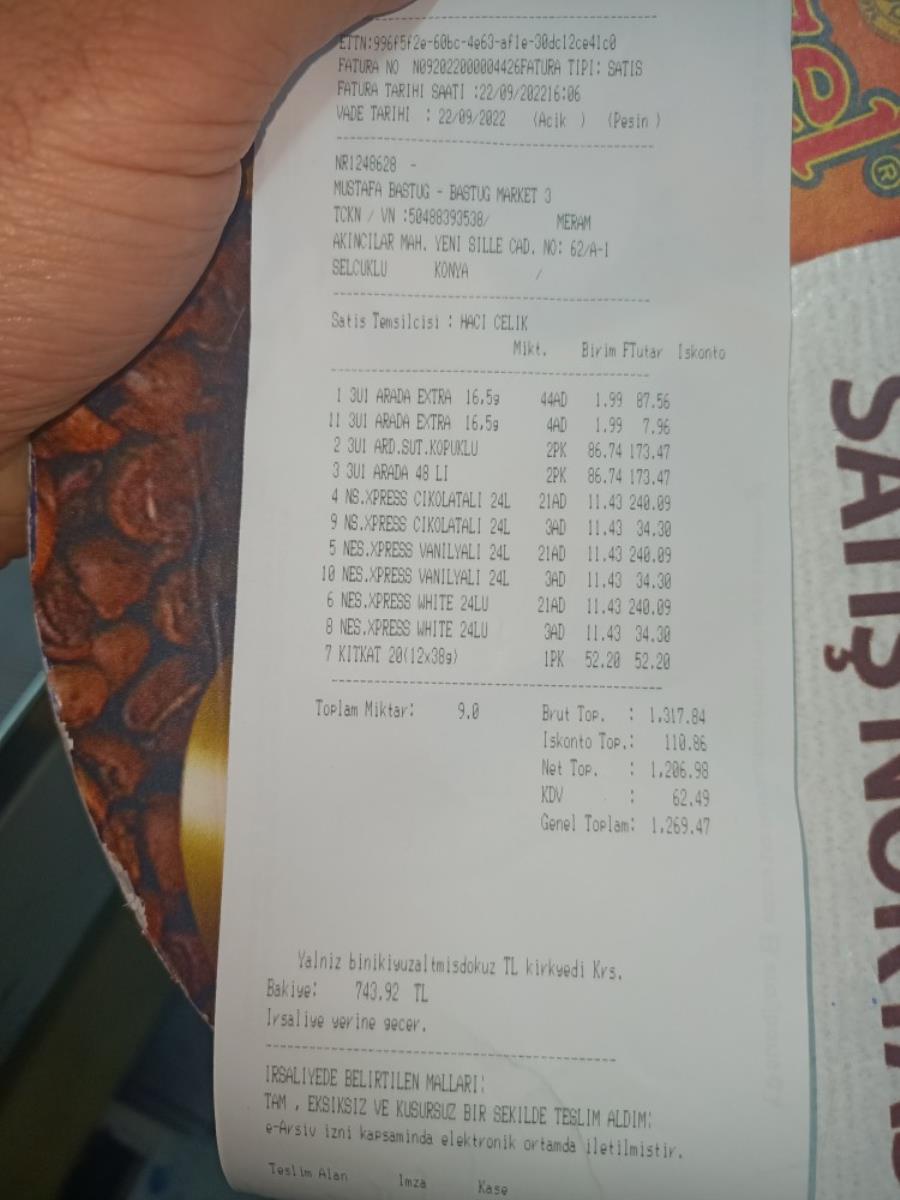 ETTN:996f5f2e-60bc-4e63-af1e-30dc12ce41c0
FATURA NO N092022000004426FATURA TIPI: SATIS
FATURA TARIHI SAATI :22/09/202216:06
VADE TARIHI : 22/09/2022 (Acik ) (Pesin )
NR1248628 -
MUSTAFA BASTUG - BASTUG MARKET 3
TCKN / VN :50488393538/ MERAM
AKINCILAR MAH. YENI SILLE CAD. NO: 62/A-1
SELCUKLU KONYA /
Satis Temsilcisi : HACI CELIK
Mikt. Birim FTutar Iskonto
1 3U1 ARADA EXTRA 16,5g 44AD 1.99 87.56
11 3U1 ARADA EXTRA 16,5g 4AD 1.99 7.96
2 3U1 ARD.SUT.KOPUKLU 2PK 86.74 173.47
3 3U1 ARADA 48 LI 2PK 86.74 173.47
4 NS.XPRESS CIKOLATALI 24L 21AD 11.43 240.09
9 NS.XPRESS CIKOLATALI 24L 3AD 11.43 34.30
5 NES.XPRESS VANILYALI 24L 21AD 11.43 240.09
10 NES.XPRESS VANILYALI 24L 3AD 11.43 34.30
6 NES.XPRESS WHITE 24LU 21AD 11.43 240.09
8 NES.XPRESS WHITE 24LU 3AD 11.43 34.30
7 KITKAT 20(12x38g) 1PK 52.20 52.20
Toplam Miktar: 9.0 Brut Top. : 1,317.84
Iskonto Top.: 110.86
Net Top. : 1,206.98
KDV : 62.49
Genel Toplam: 1,269.47
Yalniz binikiyuzaltmisdokuz TL kirkyedi Krs.
Bakiye: 743.92 TL
Irsaliye yerine gecer.
IRSALIYEDE BELIRTILEN MALLARI:
TAM , EKSIKSIZ VE KUSURSUZ BIR SEKILDE TESLIM ALDIM:
e-Arsiv izni kapsaminda elektronik ortamda iletilmistir.
Teslim Alan Imza Kase
SATIŞ